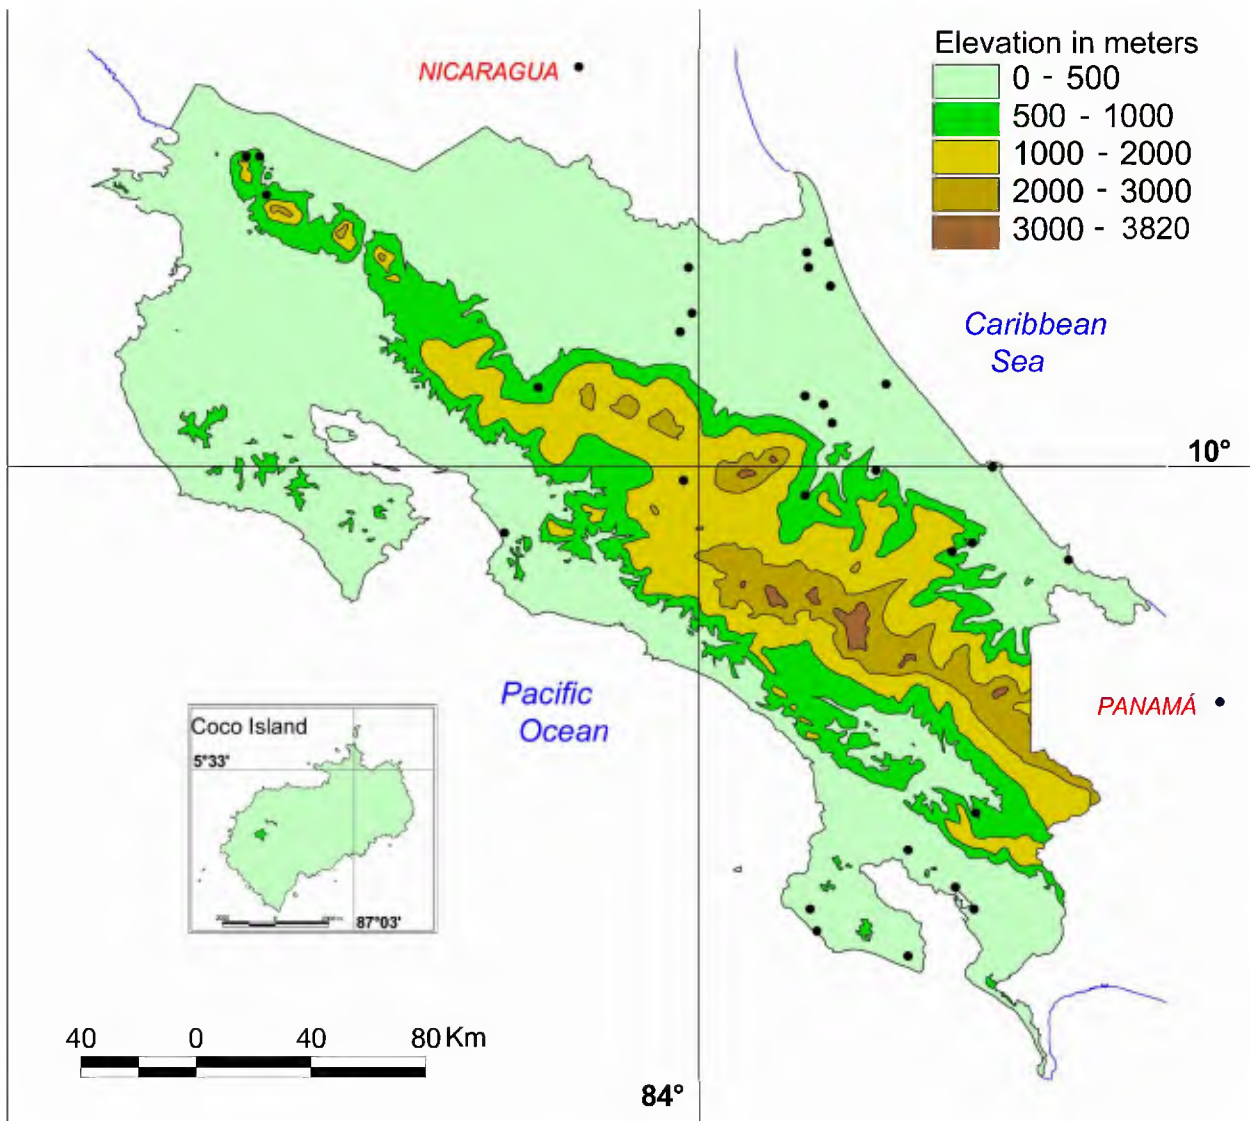 Elevation in meters
0 - 500
500 - 1000
1000 - 2000
2000 - 3000
3000 - 3820
NICARAGUA
Caribbean
Sea
10°
Pacific
Ocean
PANAMÁ
Coco Island
5°33'
87°03'
40 0 40 80 Km
84°